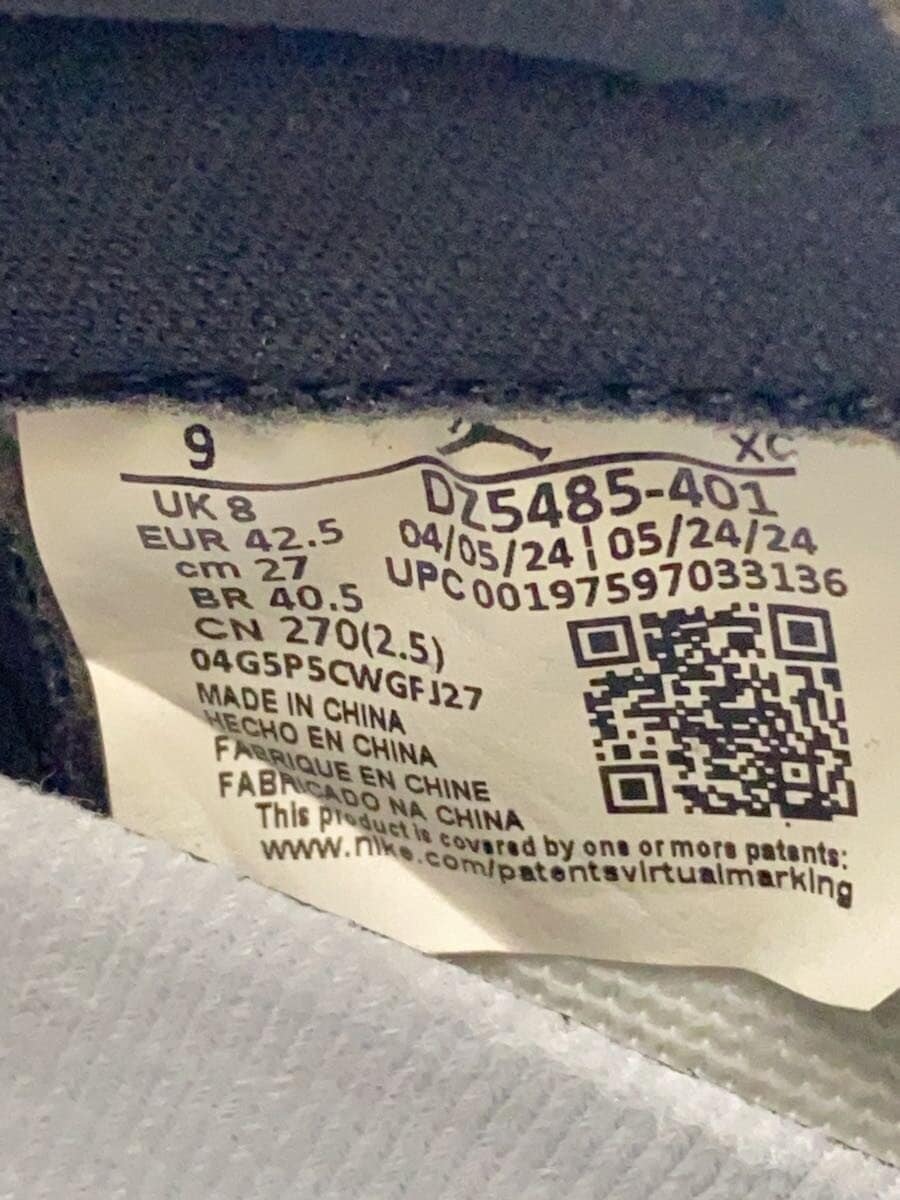 9
XC
UK 8
EUR 42.5
cm 27
BR 40.5
CN 270(2.5)
04G5P5CWGFJ27
DZ5485-401
04/05/24 | 05/24/24
UPC 00197597033136
MADE IN CHINA
HECHO EN CHINA
FABRIQUE EN CHINE
FABRICADO NA CHINA
This product is covered by one or more patents:
www.nike.com/patentsvirtualmarking